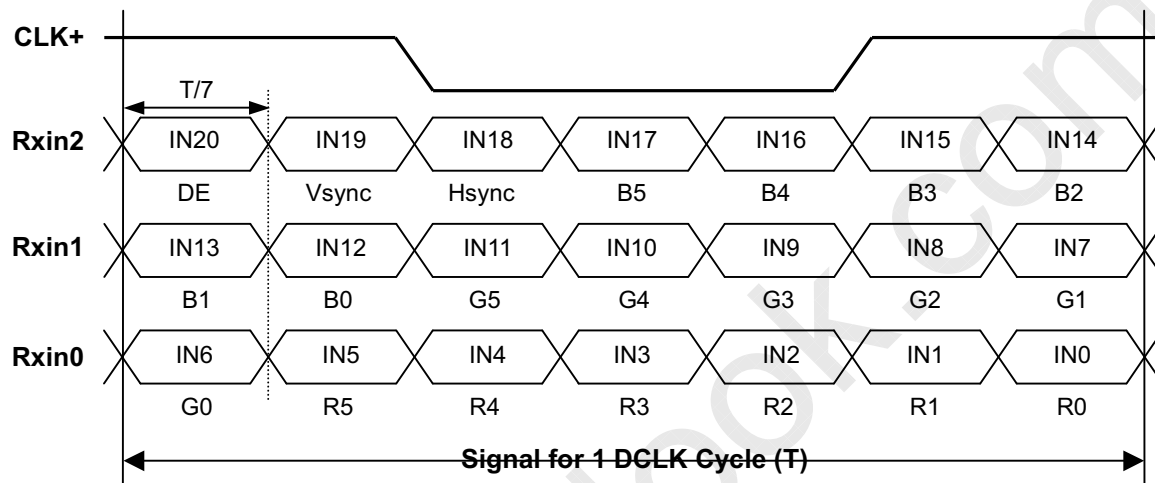 CLK+
T/7
Rxin2 IN20 IN19 IN18 IN17 IN16 IN15 IN14
DE Vsync Hsync B5 B4 B3 B2
Rxin1 IN13 IN12 IN11 IN10 IN9 IN8 IN7
B1 B0 G5 G4 G3 G2 G1
Rxin0 IN6 IN5 IN4 IN3 IN2 IN1 IN0
G0 R5 R4 R3 R2 R1 R0
Signal for 1 DCLK Cycle (T)
look.com